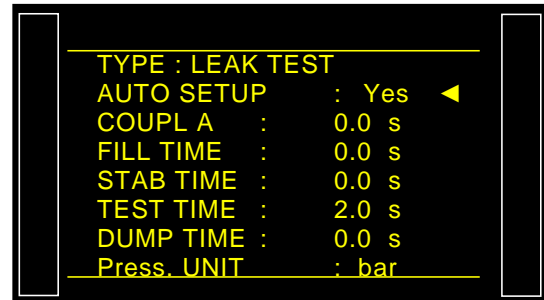 TYPE : LEAK TEST
AUTO SETUP : Yes ◄
COUPL A : 0.0 s
FILL TIME : 0.0 s
STAB TIME : 0.0 s
TEST TIME : 2.0 s
DUMP TIME : 0.0 s
Press. UNIT : bar